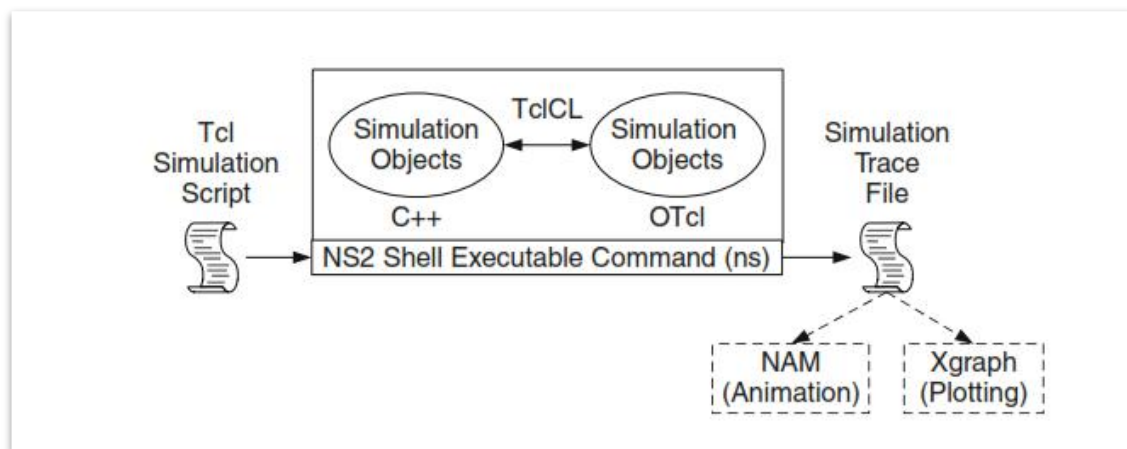 Tcl
Simulation
Script
TclCL
Simulation
Objects
Simulation
Objects
C++
OTcl
NS2 Shell Executable Command (ns)
Simulation
Trace
File
NAM
(Animation)
Xgraph
(Plotting)